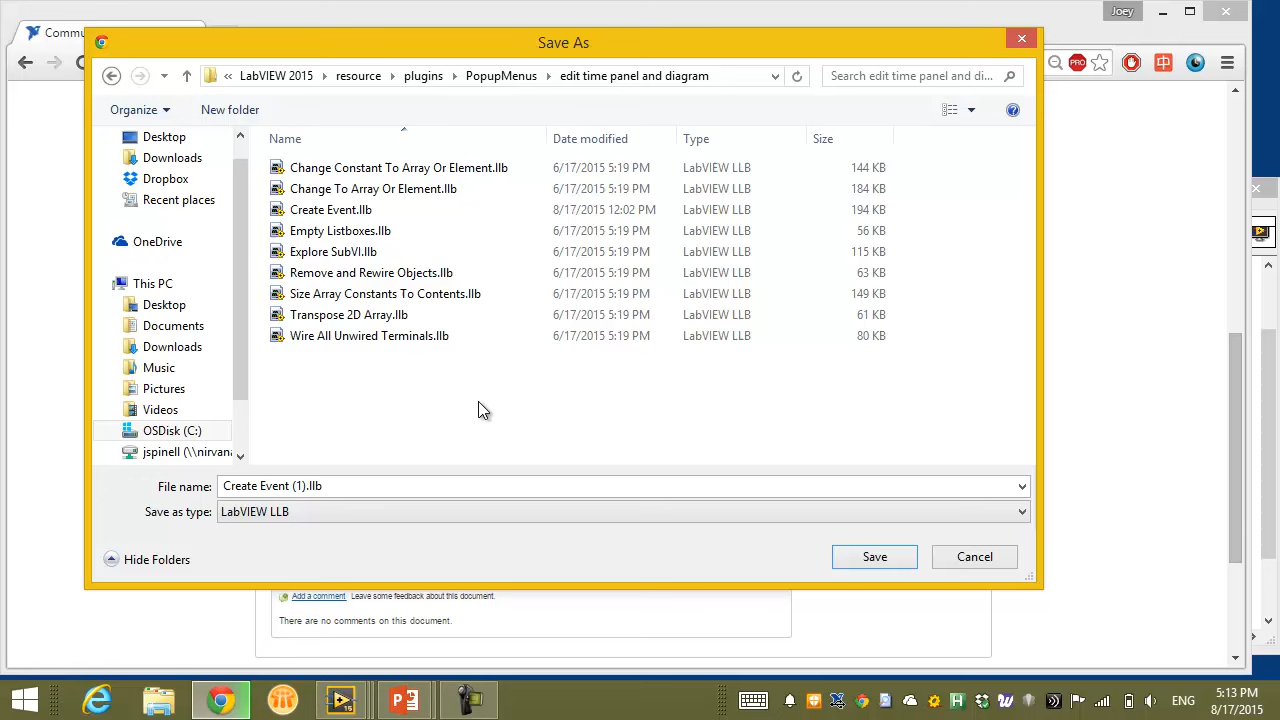 Commu
Joey
Save As
« LabVIEW 2015 resource plugins PopupMenus edit time panel and diagram
Search edit time panel and di...
PRO
中
Organize
New folder
Name Date modified Type Size
Desktop
Downloads
Dropbox
Recent places
OneDrive
This PC
Desktop
Documents
Downloads
Music
Pictures
Videos
OSDisk (C:)
jspinell (\\nirvana
Change Constant To Array Or Element.llb 6/17/2015 5:19 PM LabVIEW LLB 144 KB
Change To Array Or Element.llb 6/17/2015 5:19 PM LabVIEW LLB 184 KB
Create Event.llb 8/17/2015 12:02 PM LabVIEW LLB 194 KB
Empty Listboxes.llb 6/17/2015 5:19 PM LabVIEW LLB 56 KB
Explore SubVI.llb 6/17/2015 5:19 PM LabVIEW LLB 115 KB
Remove and Rewire Objects.llb 6/17/2015 5:19 PM LabVIEW LLB 63 KB
Size Array Constants To Contents.llb 6/17/2015 5:19 PM LabVIEW LLB 149 KB
Transpose 2D Array.llb 6/17/2015 5:19 PM LabVIEW LLB 61 KB
Wire All Unwired Terminals.llb 6/17/2015 5:19 PM LabVIEW LLB 80 KB
File name: Create Event (1).llb
Save as type: LabVIEW LLB
Hide Folders
Save
Cancel
Add a comment Leave some feedback about this document.
There are no comments on this document.
ENG
5:13 PM
8/17/2015